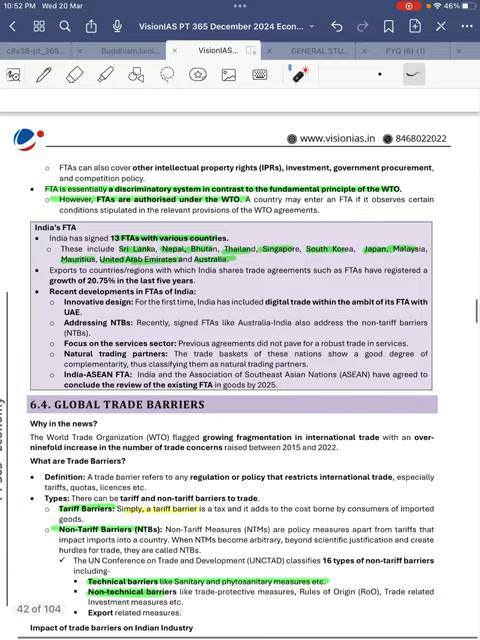 10:52 PM Wed 20 Mar
46%
VisionIAS PT 365 December 2024 Econ...
c8a38-pt_365...
BuddhismJaini...
VisionIAS...
GENERAL STU...
PYQ (6) (1)
www.visionias.in
8468022022
o FTAs can also cover other intellectual property rights (IPRs), investment, government procurement,
and competition policy.
• FTA is essentially a discriminatory system in contrast to the fundamental principle of the WTO.
o However, FTAs are authorised under the WTO. A country may enter an FTA if it observes certain
conditions stipulated in the relevant provisions of the WTO agreements.
India's FTA
• India has signed 13 FTAs with various countries.
o These include Sri Lanka, Nepal, Bhutan, Thailand, Singapore, South Korea, Japan, Malaysia,
Mauritius, United Arab Emirates and Australia.
• Exports to countries/regions with which India shares trade agreements such as FTAs have registered a
growth of 20.75% in the last five years.
• Recent developments in FTAs of India:
o Innovative design: For the first time, India has included digital trade within the ambit of its FTA with
UAE.
o Addressing NTBs: Recently, signed FTAs like Australia-India also address the non-tariff barriers
(NTBs).
o Focus on the services sector: Previous agreements did not pave for a robust trade in services.
o Natural trading partners: The trade baskets of these nations show a good degree of
complementarity, thus classifying them as natural trading partners.
o India-ASEAN FTA: India and the Association of Southeast Asian Nations (ASEAN) have agreed to
conclude the review of the existing FTA in goods by 2025.
6.4. GLOBAL TRADE BARRIERS
Why in the news?
The World Trade Organization (WTO) flagged growing fragmentation in international trade with an over-
ninefold increase in the number of trade concerns raised between 2015 and 2022.
What are Trade Barriers?
• Definition: A trade barrier refers to any regulation or policy that restricts international trade, especially
tariffs, quotas, licences etc.
• Types: There can be tariff and non-tariff barriers to trade.
o Tariff Barriers: Simply, a tariff barrier is a tax and it adds to the cost borne by consumers of imported
goods.
o Non-Tariff Barriers (NTBs): Non-Tariff Measures (NTMs) are policy measures apart from tariffs that
impact imports into a country. When NTMs become arbitrary, beyond scientific justification and create
hurdles for trade, they are called NTBs.
✓ The UN Conference on Trade and Development (UNCTAD) classifies 16 types of non-tariff barriers
including-
▪ Technical barriers like Sanitary and phytosanitary measures etc.
▪ Non-technical barriers like trade-protective measures, Rules of Origin (RoO), Trade related
Investment measures etc.
▪ Export related measures.
42 of 104
Impact of trade barriers on Indian Industry